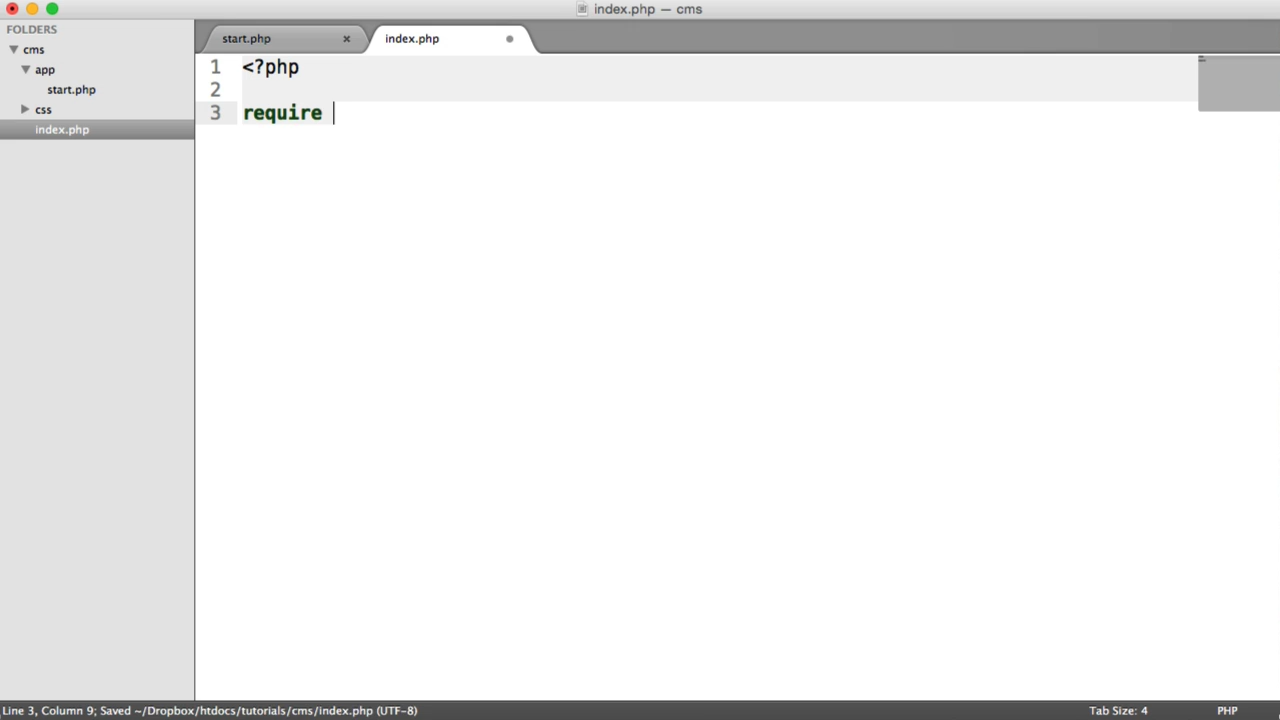 index.php — cms
FOLDERS
cms
app
start.php
css
index.php
start.php
index.php
1 <?php
2
3 require
Line 3, Column 9; Saved ~/Dropbox/htdocs/tutorials/cms/index.php (UTF-8)
Tab Size: 4
PHP